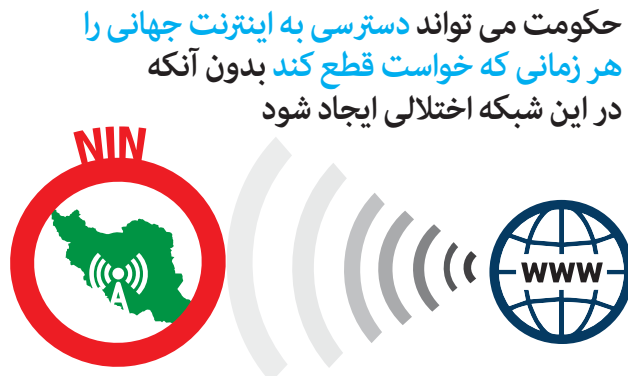 حکومت می تواند دسترسی به اینترنت جهانی را
هر زمانی که خواست قطع کند بدون آنکه
در این شبکه اختلالی ایجاد شود
NIN
WWW